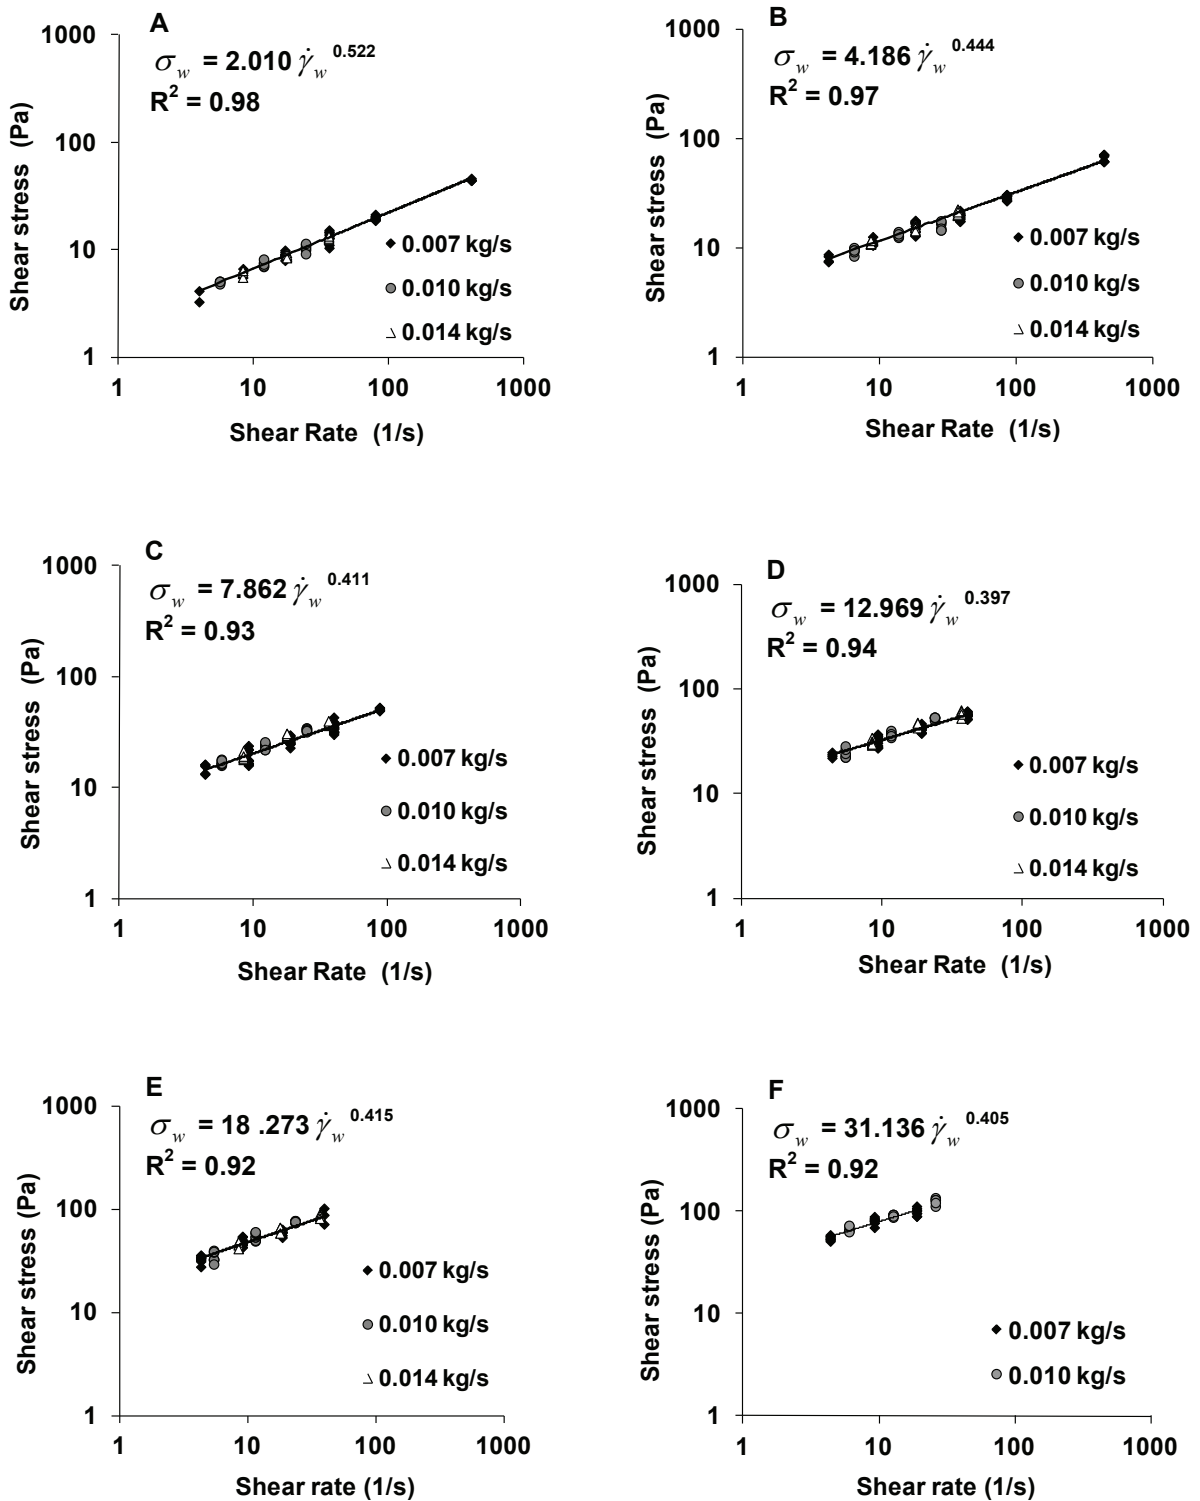 A
σw = 2.010 γ̇w 0.522
R2 = 0.98
1000
100
10
1
Shear stress (Pa)
0.007 kg/s
0.010 kg/s
0.014 kg/s
1 10 100 1000
Shear Rate (1/s)
B
σw = 4.186 γ̇w 0.444
R2 = 0.97
1000
100
10
1
Shear stress (Pa)
0.007 kg/s
0.010 kg/s
0.014 kg/s
1 10 100 1000
Shear Rate (1/s)
C
σw = 7.862 γ̇w 0.411
R2 = 0.93
1000
100
10
1
Shear stress (Pa)
0.007 kg/s
0.010 kg/s
0.014 kg/s
1 10 100 1000
Shear Rate (1/s)
D
σw = 12.969 γ̇w 0.397
R2 = 0.94
1000
100
10
1
Shear stress (Pa)
0.007 kg/s
0.010 kg/s
0.014 kg/s
1 10 100 1000
Shear Rate (1/s)
E
σw = 18 .273 γ̇w 0.415
R2 = 0.92
1000
100
10
1
Shear stress (Pa)
0.007 kg/s
0.010 kg/s
0.014 kg/s
1 10 100 1000
Shear rate (1/s)
F
σw = 31.136 γ̇w 0.405
R2 = 0.92
1000
100
10
1
Shear stress (Pa)
0.007 kg/s
0.010 kg/s
1 10 100 1000
Shear rate (1/s)